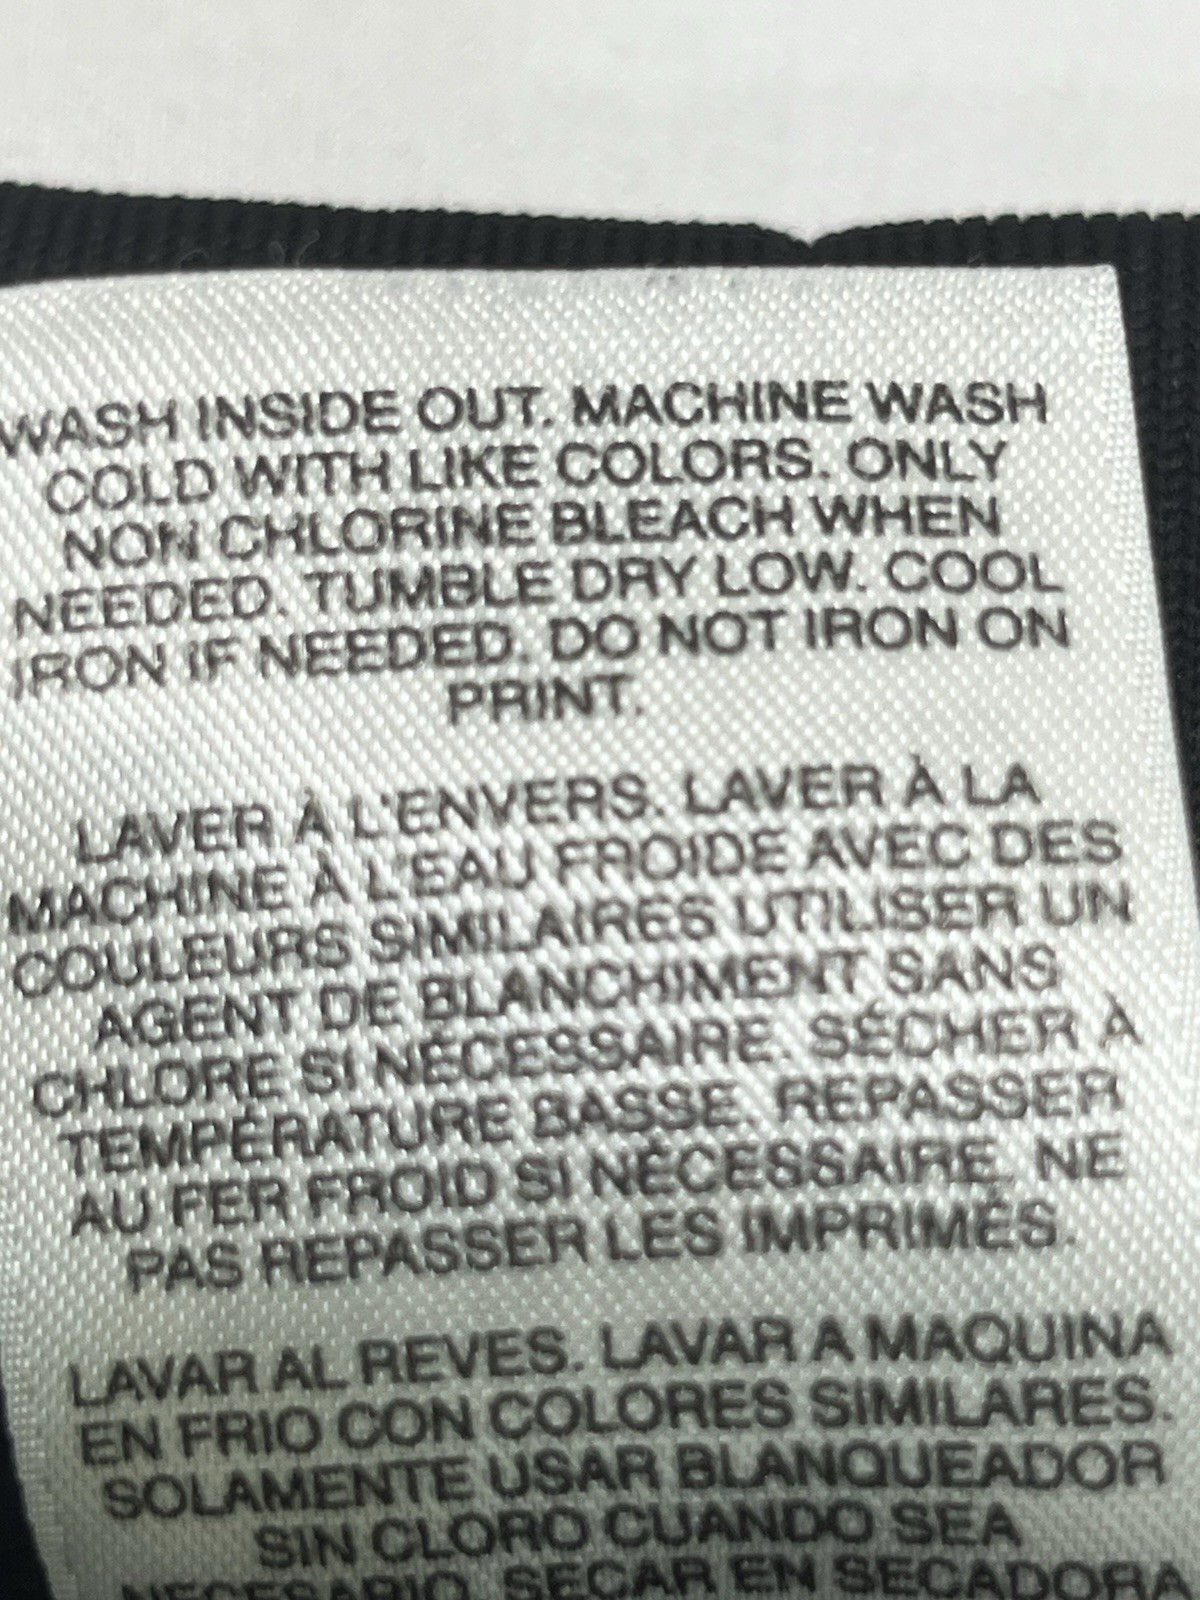 WASH INSIDE OUT. MACHINE WASH
COLD WITH LIKE COLORS. ONLY
NON CHLORINE BLEACH WHEN
NEEDED. TUMBLE DRY LOW. COOL
IRON IF NEEDED. DO NOT IRON ON
PRINT.
LAVER À L'ENVERS. LAVER À LA
MACHINE À L'EAU FROIDE AVEC DES
COULEURS SIMILAIRES UTILISER UN
AGENT DE BLANCHIMENT SANS
CHLORE SI NÉCESSAIRE. SÉCHER À
TEMPÉRATURE BASSE. REPASSER
AU FER FROID SI NÉCESSAIRE. NE
PAS REPASSER LES IMPRIMÉS.
LAVAR AL REVES. LAVAR A MAQUINA
EN FRIO CON COLORES SIMILARES.
SOLAMENTE USAR BLANQUEADOR
SIN CLORO CUANDO SEA
NECESARIO. SECAR EN SECADORA